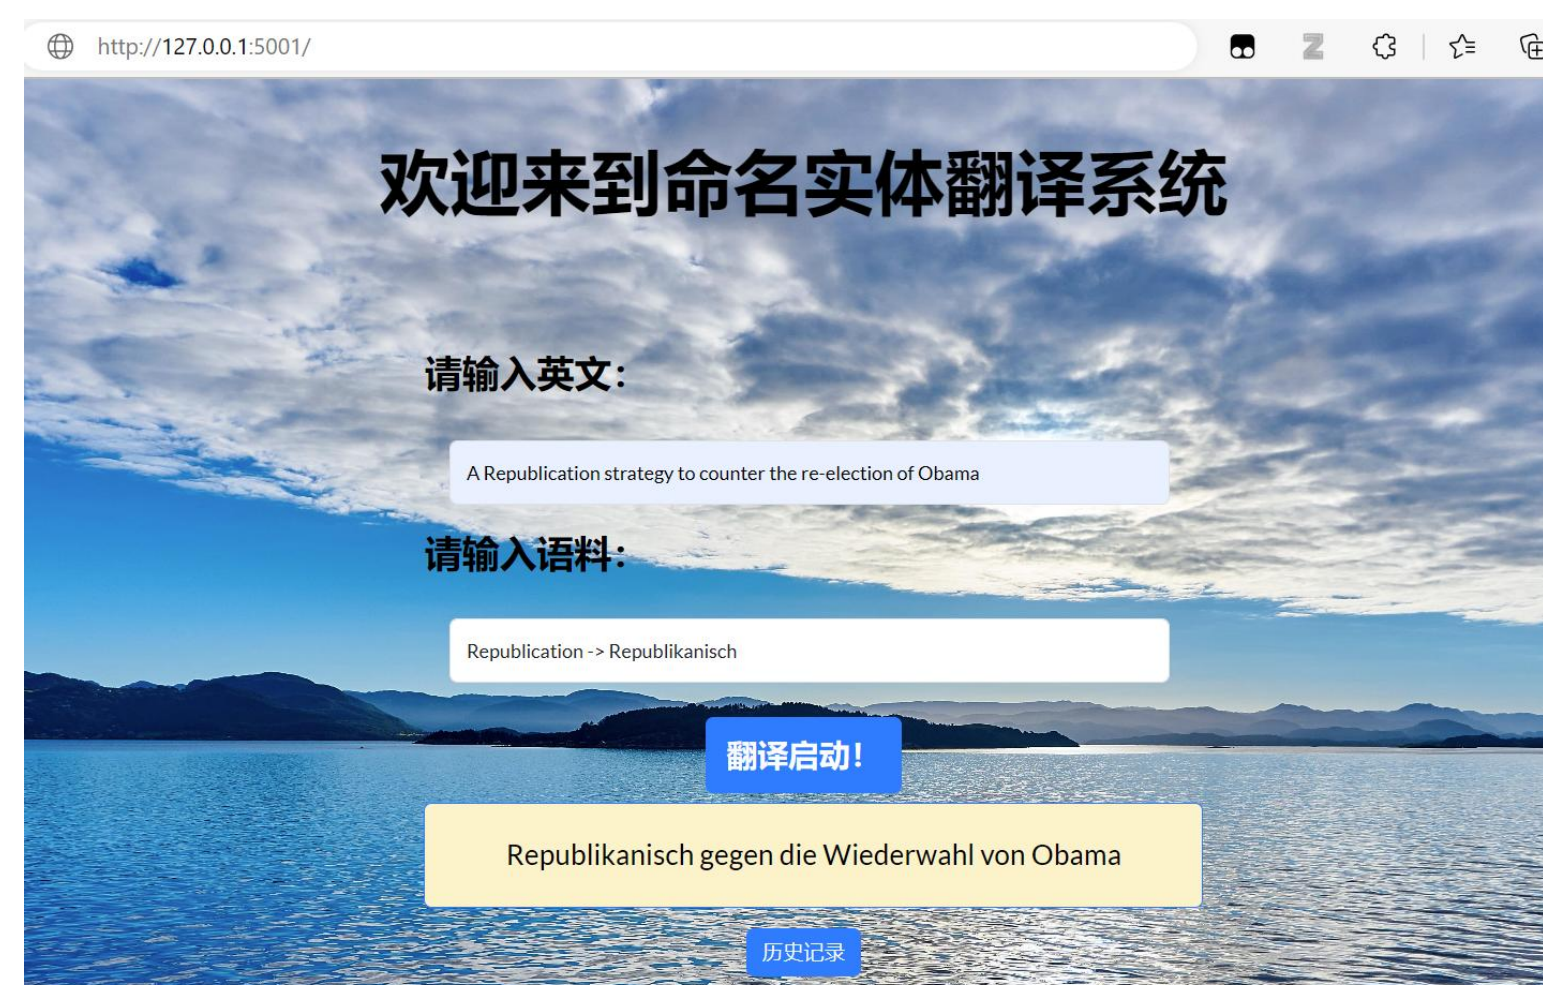 http://127.0.0.1:5001/
欢迎来到命名实体翻译系统
请输入英文：
A Republication strategy to counter the re-election of Obama
请输入语料：
Republication -> Republikanisch
翻译启动！
Republikanisch gegen die Wiederwahl von Obama
历史记录